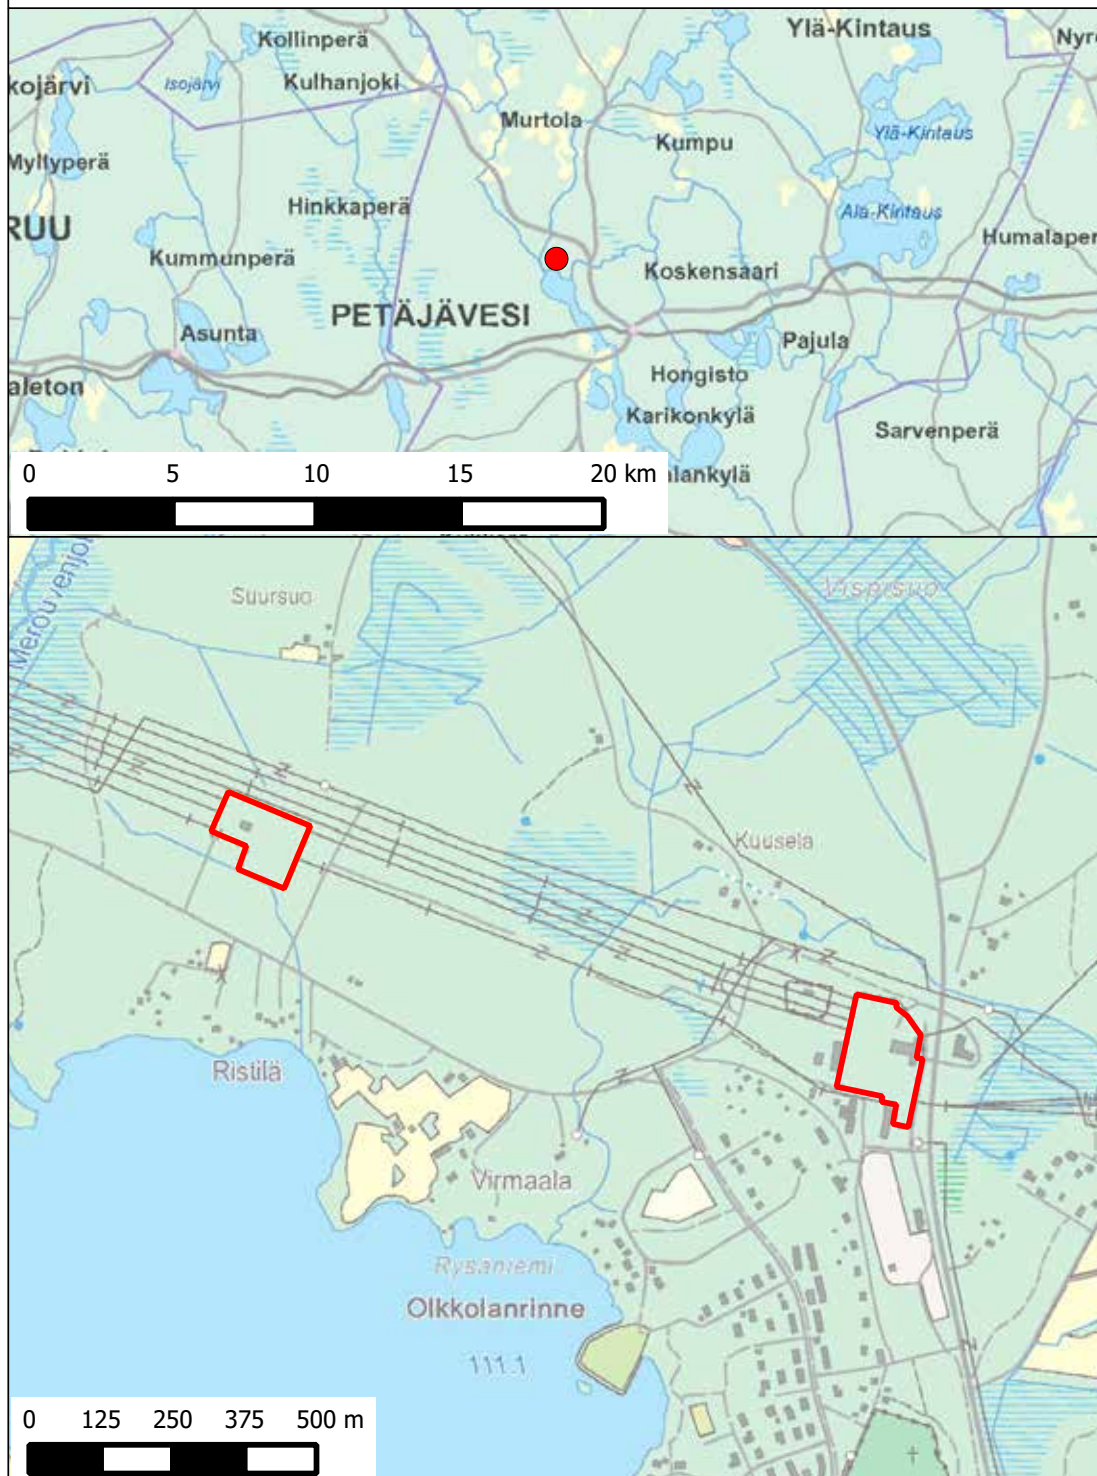 Kollinperä
Ylä-Kintaus
kojärvi
Isojärvi
Kulhanjoki
Murtola
Kumpu
Ylä-Kintaus
Myllyperä
Hinkkaperä
Ala-Kintaus
RUU
Kummunperä
Humalaper
Koskensaari
PETÄJÄVESI
Asunta
Pajula
aleton
Hongisto
Karikonkylä
Sarvenperä
0 5 10 15 20 km
Suursuo
Kuusela
Ristilä
Virmaala
Rysäniemi
Olkkolanrinne
111.1
0 125 250 375 500 m